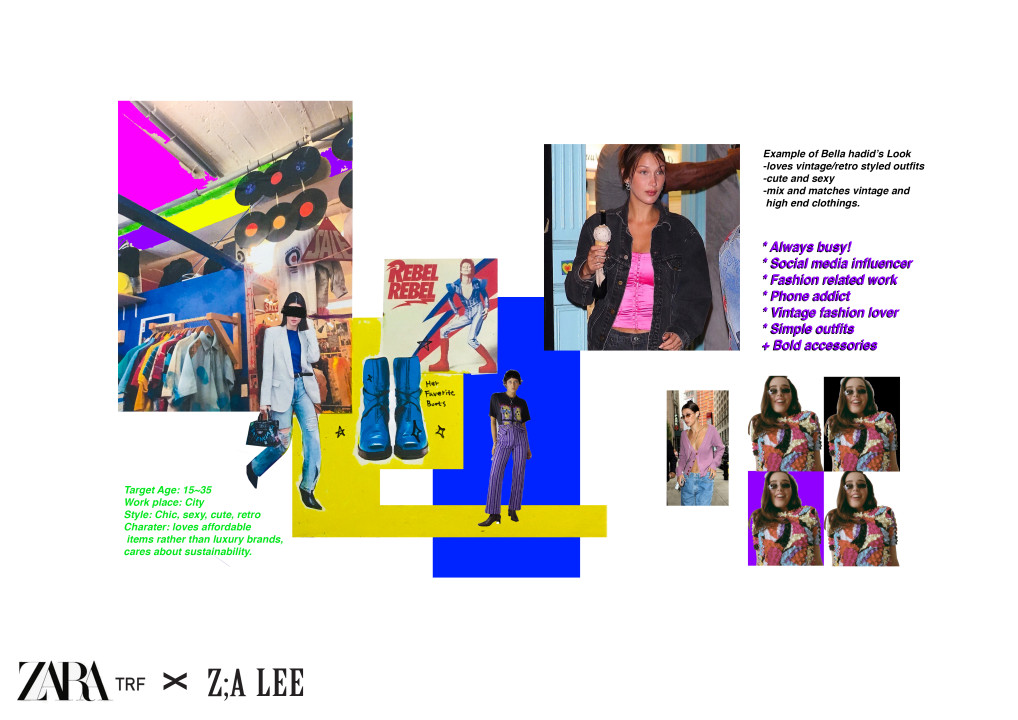 SALE
REBEL
REBEL
Her
Favorite
Boots
Example of Bella hadid's Look
-loves vintage/retro styled outfits
-cute and sexy
-mix and matches vintage and
high end clothings.
* Always busy!
* Social media influencer
* Fashion related work
* Phone addict
* Vintage fashion lover
* Simple outfits
+ Bold accessories
Target Age: 15~35
Work place: City
Style: Chic, sexy, cute, retro
Charater: loves affordable
items rather than luxury brands,
cares about sustainability.
ZARA TRF X Z;A LEE